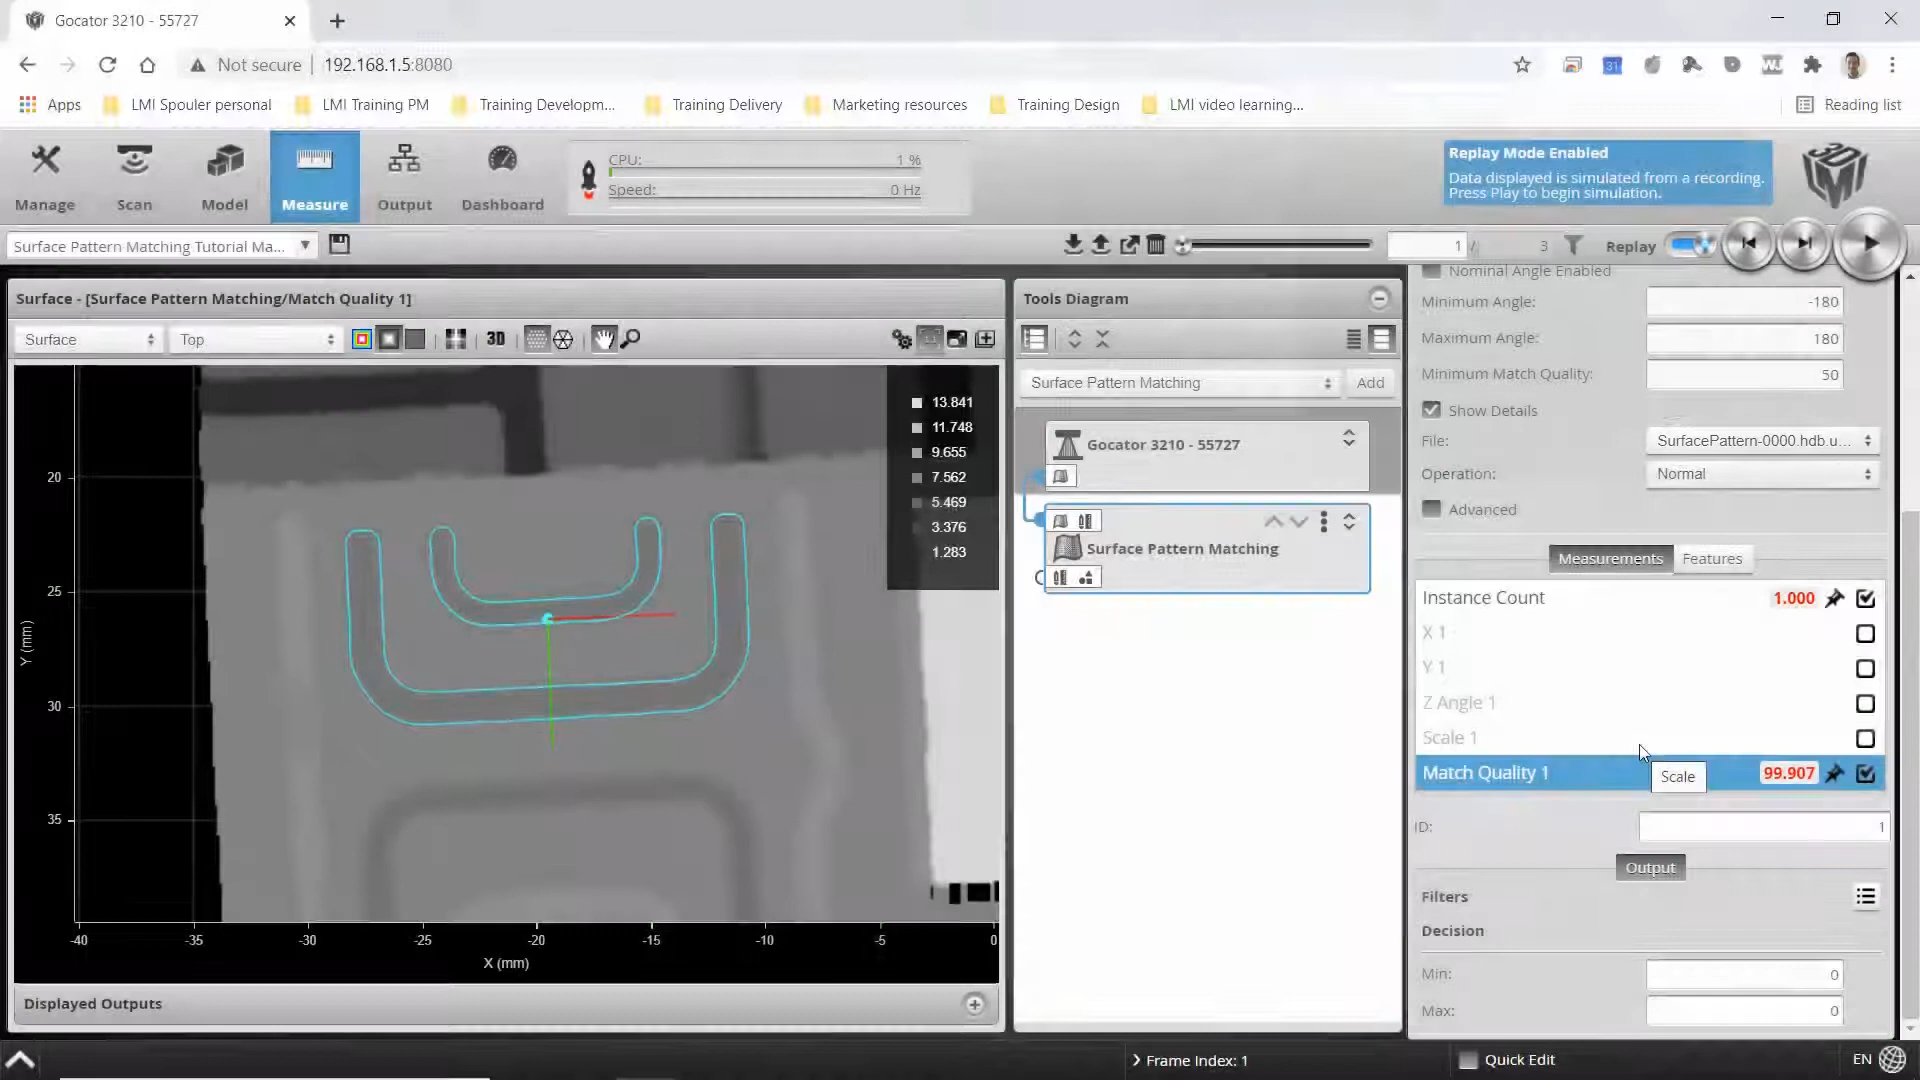 Gocator 3210 - 55727
Not secure
192.168.1.5:8080
31
Apps
LMI Spouler personal
LMI Training PM
Training Developm...
Training Delivery
Marketing resources
Training Design
LMI video learning...
Reading list
Manage
Scan
Model
Measure
Output
Dashboard
CPU:
1 %
Speed:
0 Hz
Replay Mode Enabled
Data displayed is simulated from a recording.
Press Play to begin simulation.
Surface Pattern Matching Tutorial Ma...
1 / 3
Replay
Surface - [Surface Pattern Matching/Match Quality 1]
Surface
Top
3D
13.841
11.748
9.655
7.562
5.469
3.376
1.283
20
25
30
35
Y (mm)
-40
-35
-30
-25
-20
-15
-10
-5
0
X (mm)
Displayed Outputs
Tools Diagram
Surface Pattern Matching
Add
Gocator 3210 - 55727
Surface Pattern Matching
Nominal Angle Enabled
Minimum Angle:
-180
Maximum Angle:
180
Minimum Match Quality:
50
Show Details
File:
SurfacePattern-0000.hdb.u...
Operation:
Normal
Advanced
Measurements
Features
Instance Count
1.000
X 1
Y 1
Z Angle 1
Scale 1
Match Quality 1
Scale
99.907
ID:
1
Output
Filters
Decision
Min:
0
Max:
0
Frame Index: 1
Quick Edit
EN